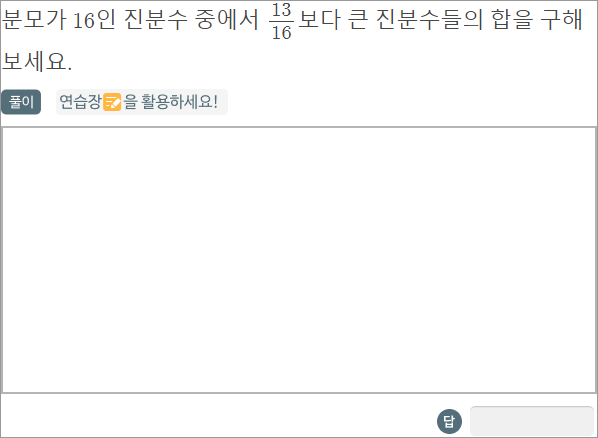 분모가 16인 진분수 중에서 13/16보다 큰 진분수들의 합을 구해
보세요.
풀이 연습장을 활용하세요!
답